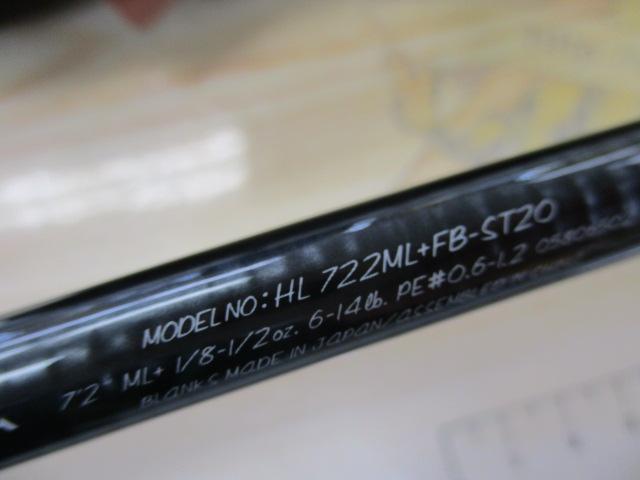 MODEL NO: HL 722ML+FB-ST20
7'2" ML+ 1/8-1/2oz. 6-14lb. PE#0.6-1.2
BLANKS MADE IN JAPAN/ASSEMBLED